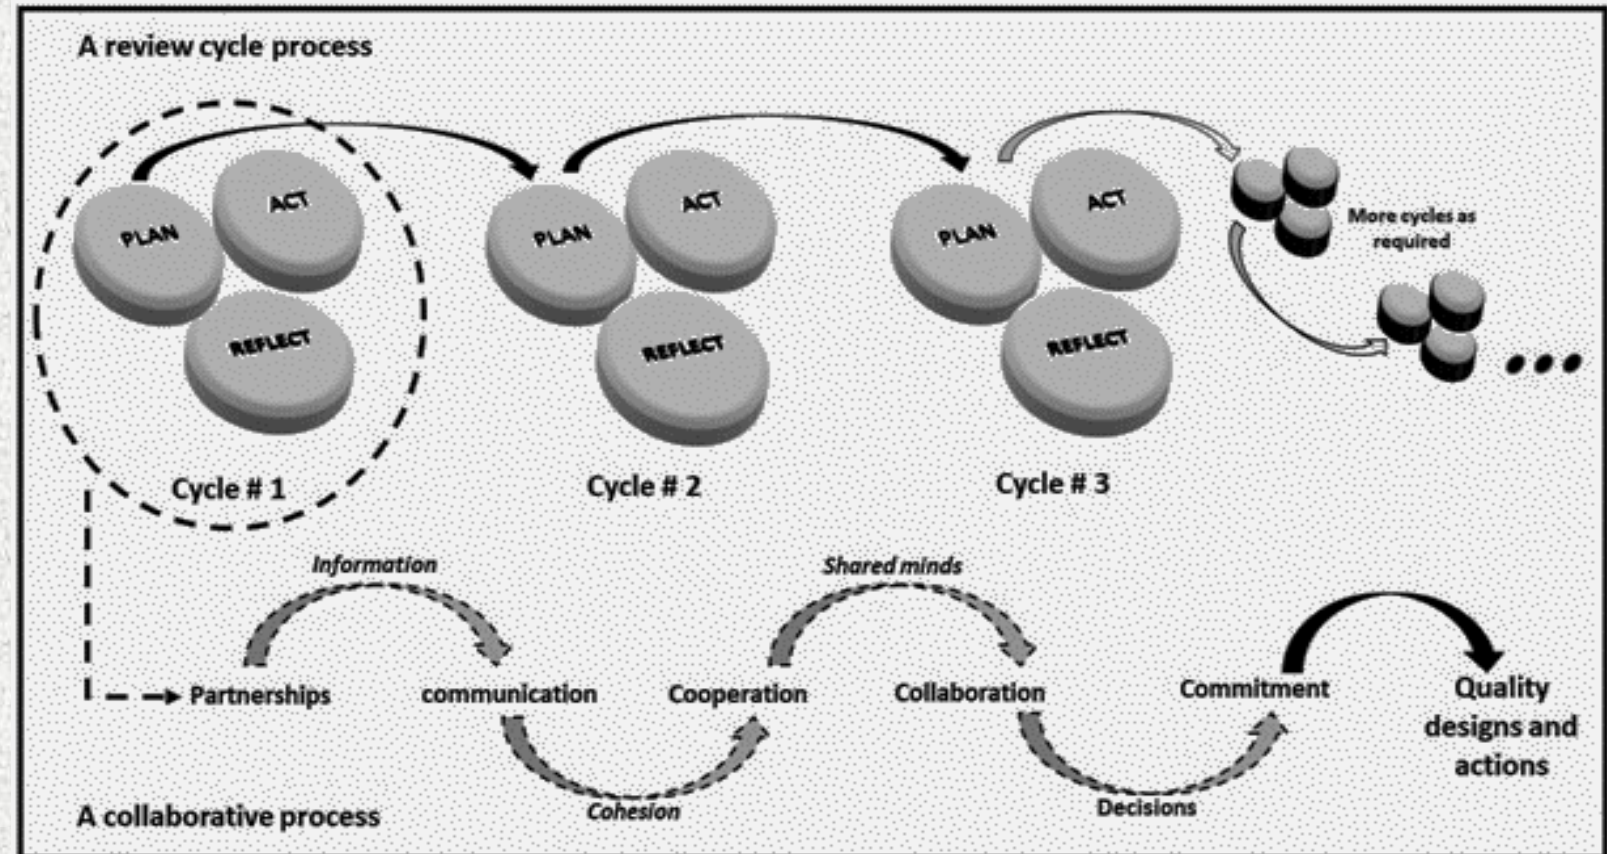 A review cycle process
PLAN
ACT
REFLECT
Cycle # 1
PLAN
ACT
REFLECT
Cycle # 2
PLAN
ACT
REFLECT
Cycle # 3
More cycles as
required
Information
Shared minds
Partnerships
communication
Cooperation
Collaboration
Commitment
Quality
designs and
actions
Cohesion
Decisions
A collaborative process